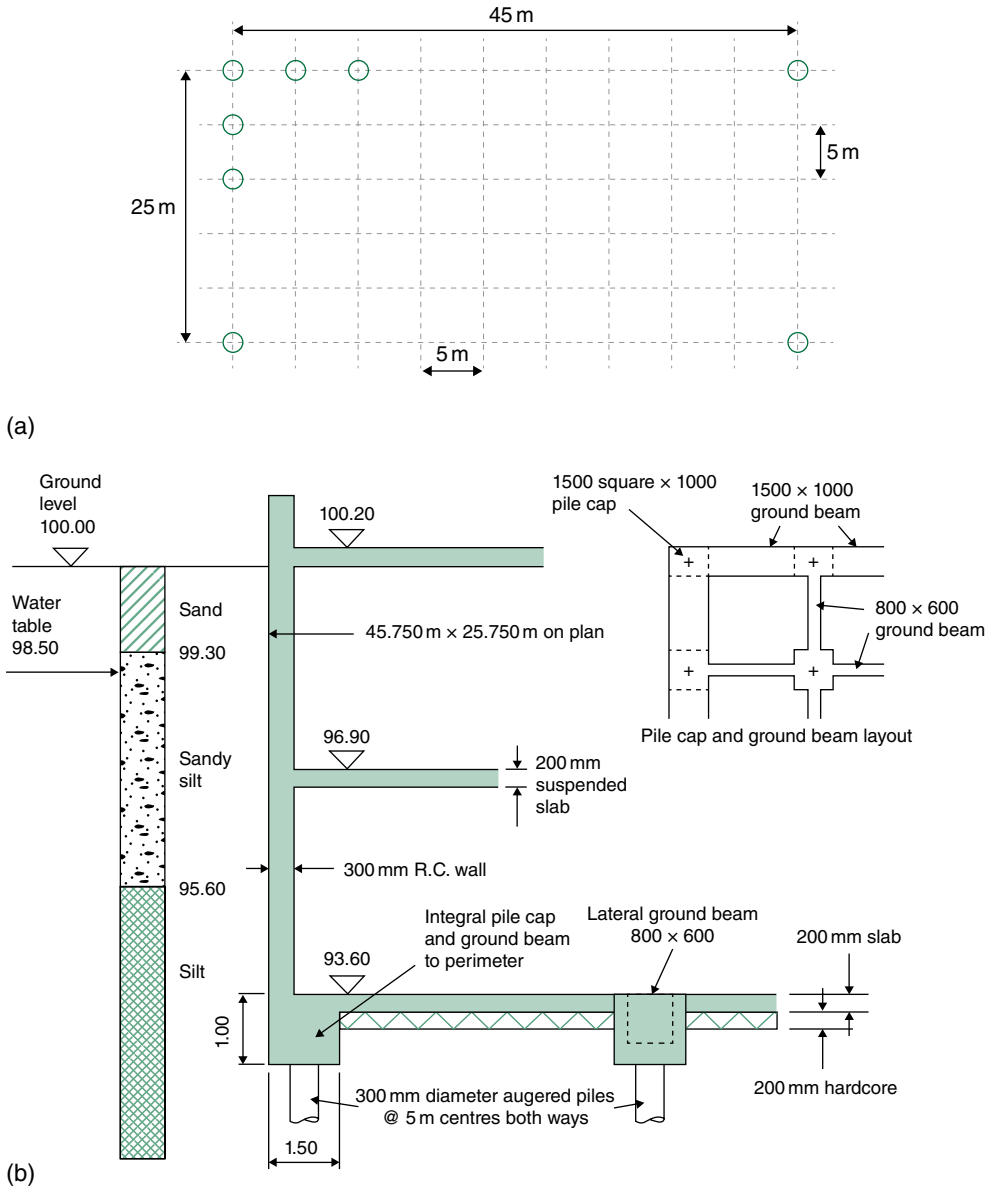 45 m
5 m
25 m
5 m
(a)
Ground
level
100.00
Water
table
98.50
Sand
99.30
Sandy
silt
95.60
Silt
100.20
45.750 m × 25.750 m on plan
96.90
200 mm
suspended
slab
300 mm R.C. wall
Integral pile cap
and ground beam
to perimeter
93.60
1.00
1.50
300 mm diameter augered piles
@ 5 m centres both ways
1500 square × 1000
pile cap
1500 × 1000
ground beam
800 × 600
ground beam
Pile cap and ground beam layout
Lateral ground beam
800 × 600
200 mm slab
200 mm hardcore
(b)